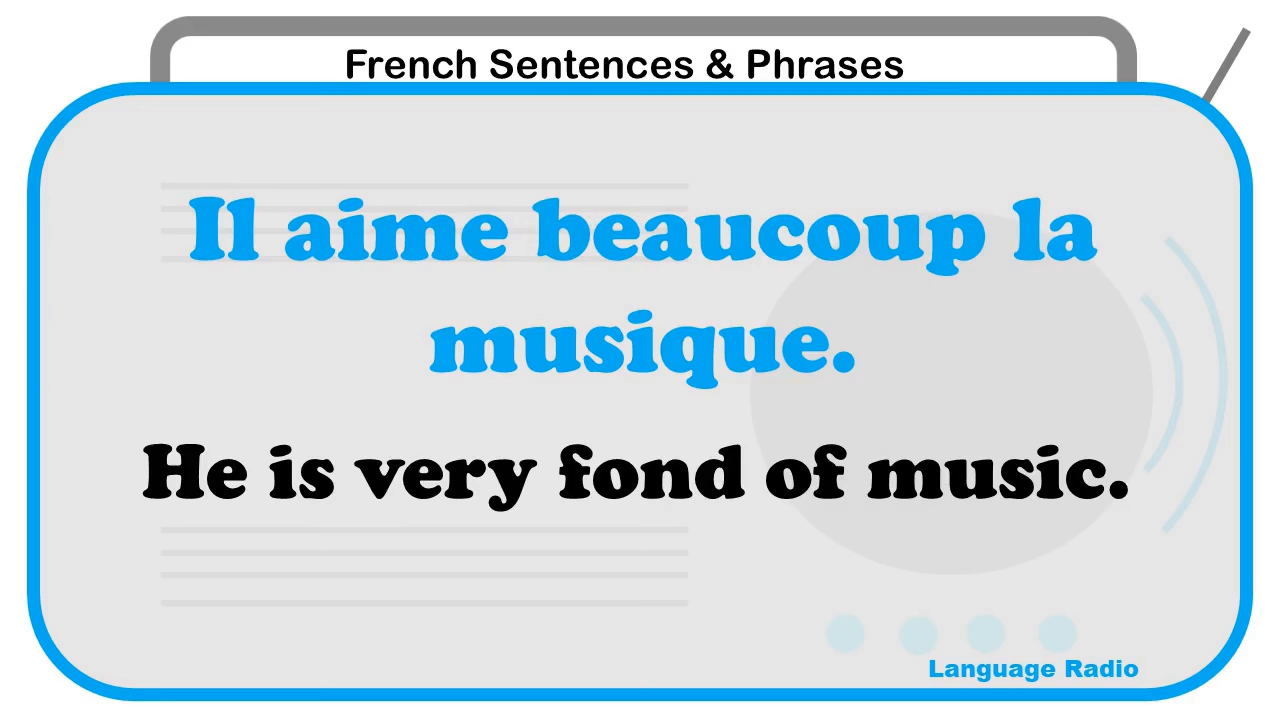 French Sentences & Phrases
Il aime beaucoup la
musique.
He is very fond of music.
Language Radio